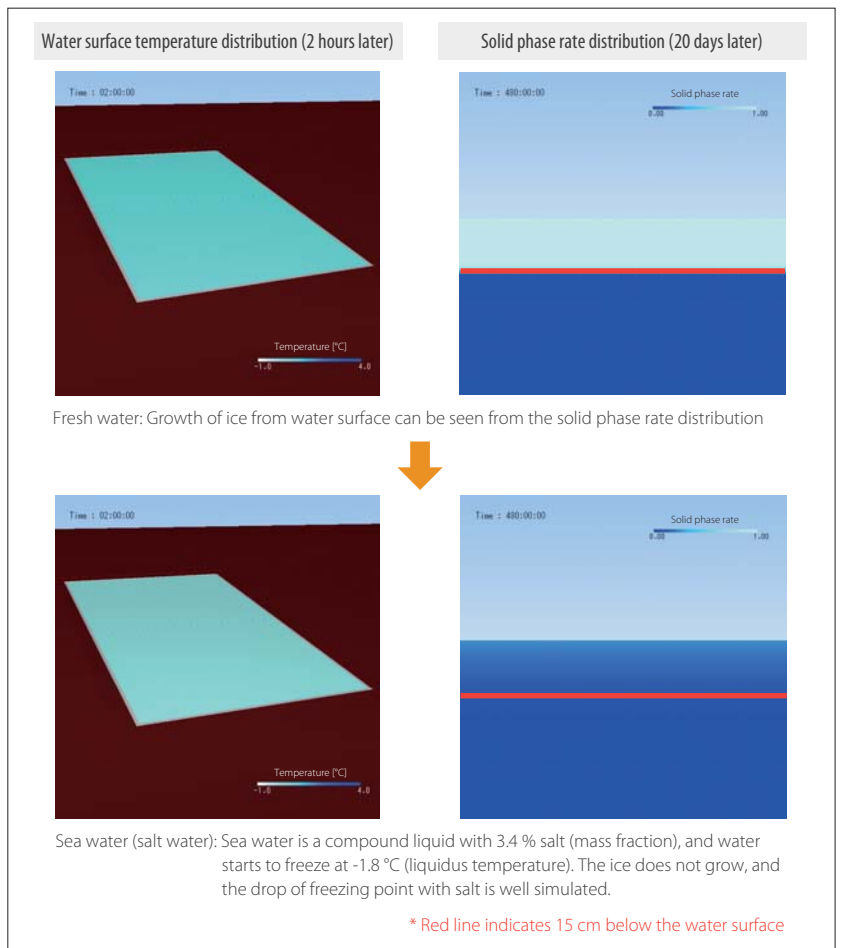 Water surface temperature distribution (2 hours later)
Solid phase rate distribution (20 days later)
Time : 02:00:00
Temperature [°C]
-1.0 4.0
Time : 480:00:00
Solid phase rate
0.00 1.00
Fresh water: Growth of ice from water surface can be seen from the solid phase rate distribution
Time : 02:00:00
Temperature [°C]
-1.0 4.0
Time : 480:00:00
Solid phase rate
0.00 1.00
Sea water (salt water): Sea water is a compound liquid with 3.4 % salt (mass fraction), and water
starts to freeze at -1.8 °C (liquidus temperature). The ice does not grow, and
the drop of freezing point with salt is well simulated.
* Red line indicates 15 cm below the water surface